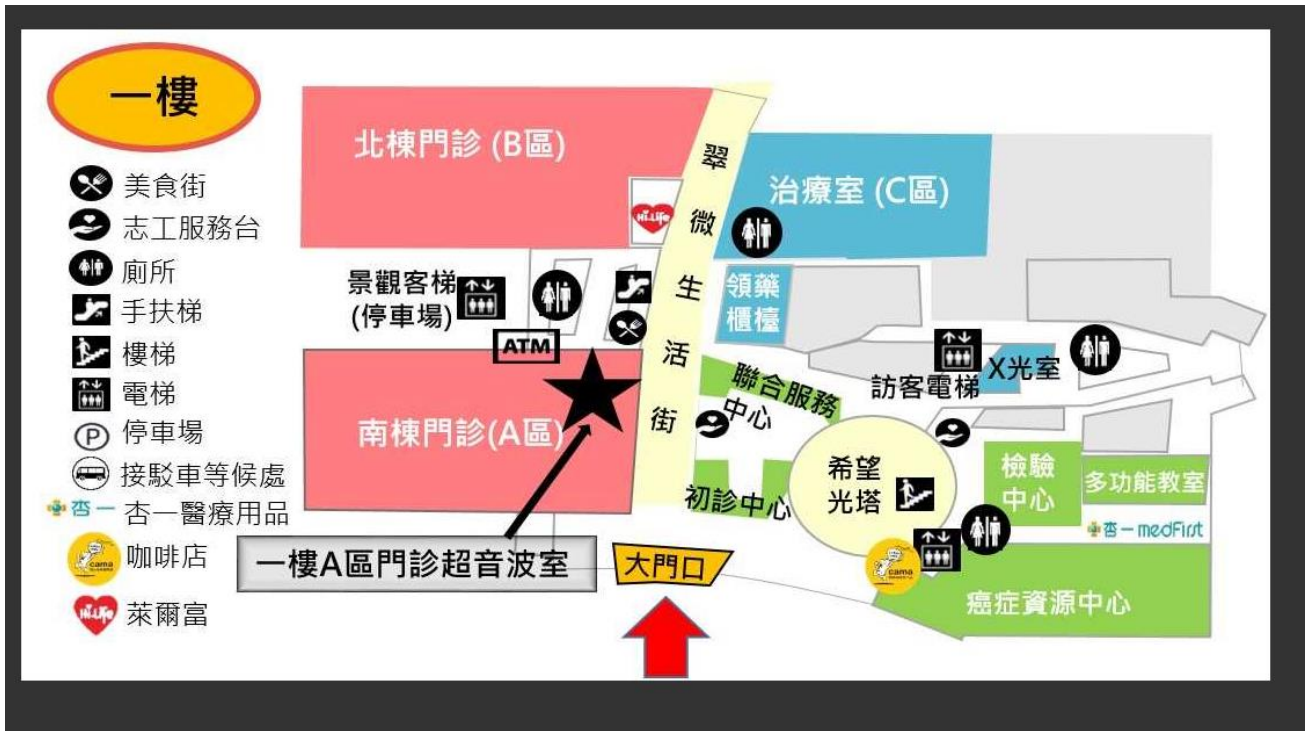 一樓
美食街
志工服務台
廁所
手扶梯
樓梯
電梯
P
停車場
接駁車等候處
杏一
杏一醫療用品
cama
咖啡店
Hi-Life
萊爾富
北棟門診 (B區)
Hi-Life
翠微生活街
治療室 (C區)
景觀客梯
(停車場)
ATM
領藥
櫃檯
南棟門診(A區)
聯合服務
中心
訪客電梯
X光室
初診中心
希望
光塔
檢驗
中心
多功能教室
杏一 medFirst
cama
癌症資源中心
一樓A區門診超音波室
大門口